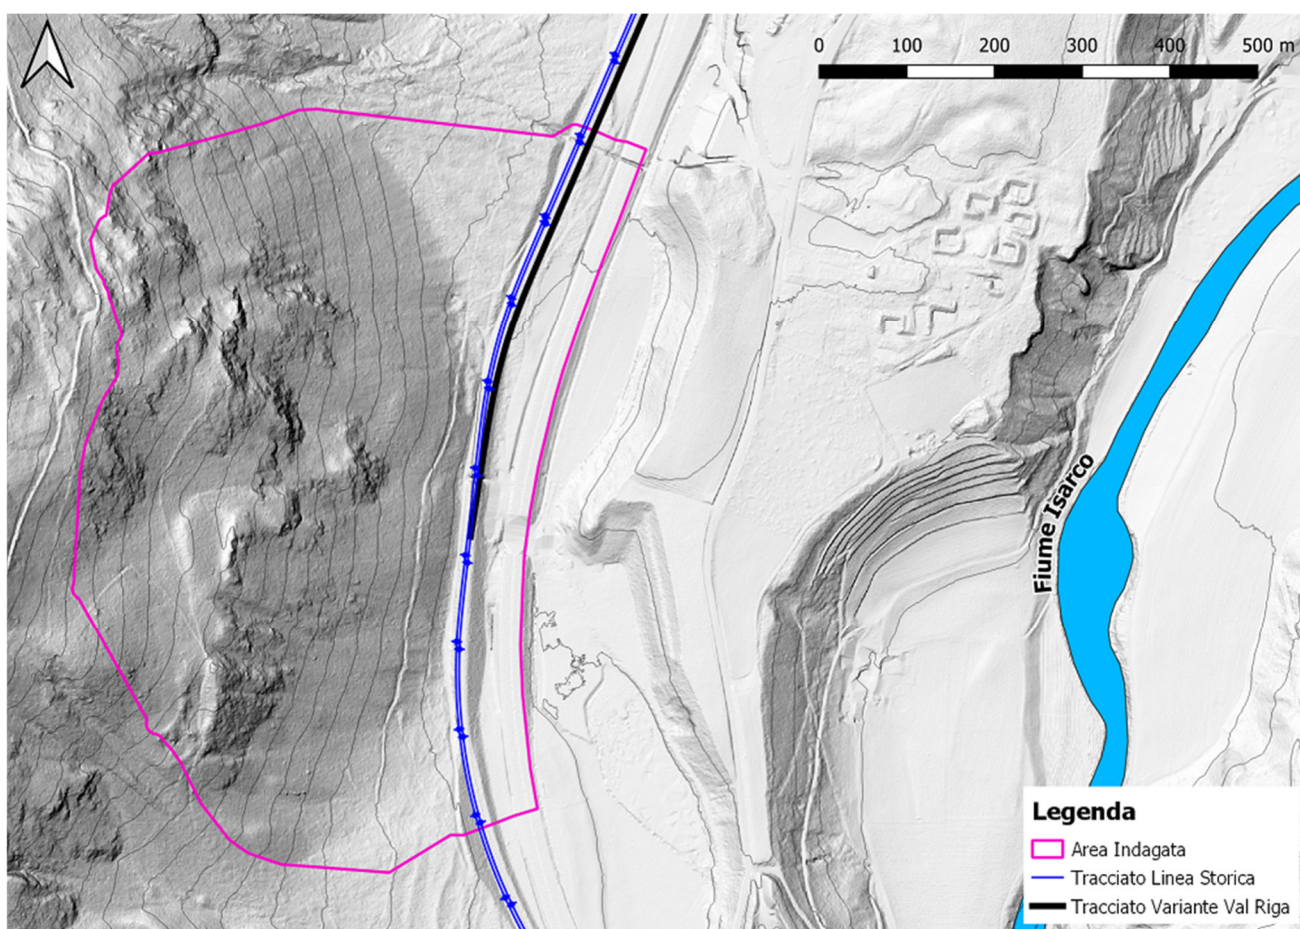 0 100 200 300 400 500 m
Fiume Isarco
Legenda
Area Indagata
Tracciato Linea Storica
Tracciato Variante Val Riga